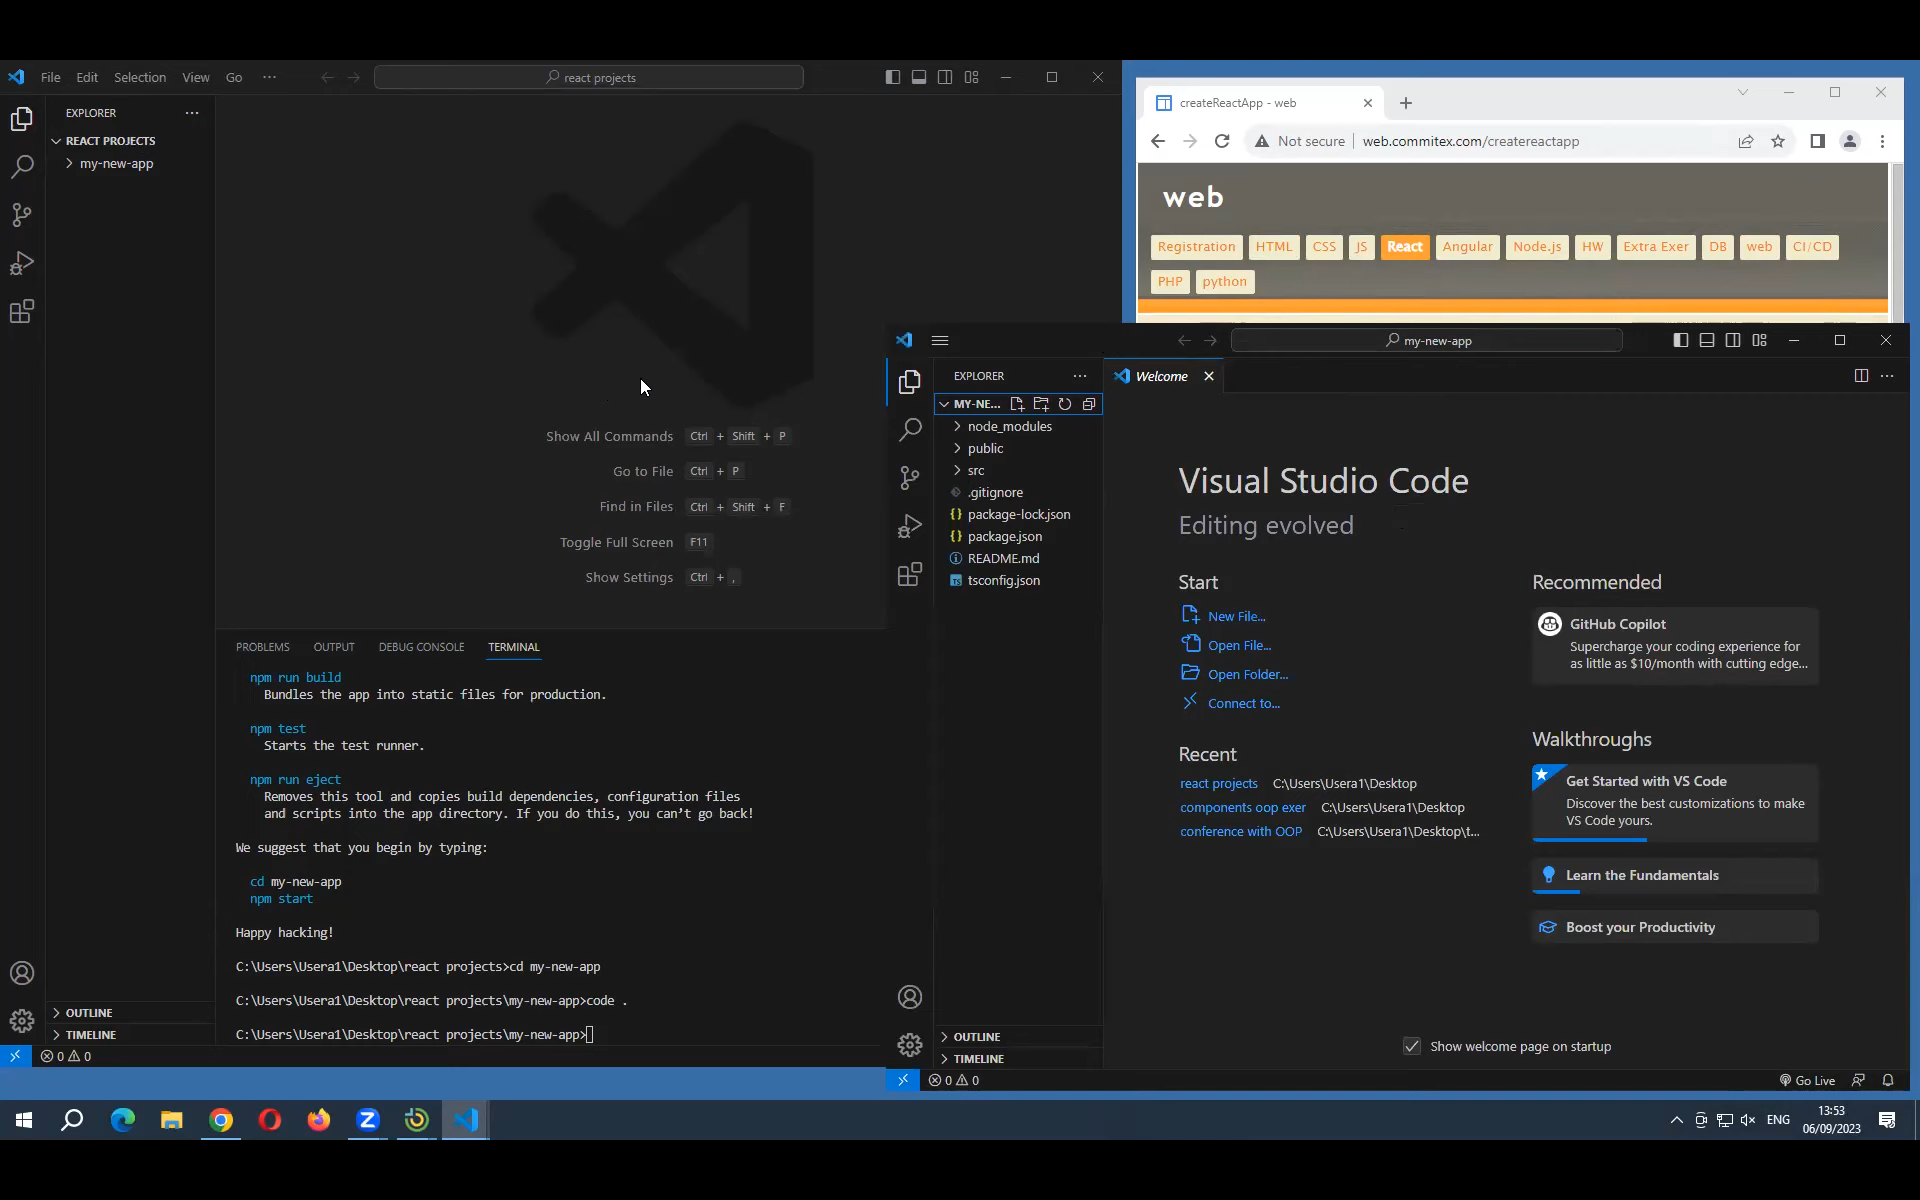 File Edit Selection View Go ···
react projects
EXPLORER ···
REACT PROJECTS
my-new-app
Show All Commands Ctrl + Shift + P
Go to File Ctrl + P
Find in Files Ctrl + Shift + F
Toggle Full Screen F11
Show Settings Ctrl + ,
PROBLEMS OUTPUT DEBUG CONSOLE TERMINAL
npm run build
Bundles the app into static files for production.
npm test
Starts the test runner.
npm run eject
Removes this tool and copies build dependencies, configuration files
and scripts into the app directory. If you do this, you can't go back!
We suggest that you begin by typing:
cd my-new-app
npm start
Happy hacking!
C:\Users\Usera1\Desktop\react projects>cd my-new-app
C:\Users\Usera1\Desktop\react projects\my-new-app>code .
C:\Users\Usera1\Desktop\react projects\my-new-app>
OUTLINE
TIMELINE
0 0
createReactApp - web
Not secure web.commitex.com/createreactapp
web
Registration HTML CSS JS React Angular Node.js HW Extra Exer DB web CI/CD
PHP python
my-new-app
EXPLORER ···
Welcome
MY-NE...
node_modules
public
src
.gitignore
package-lock.json
package.json
README.md
tsconfig.json
OUTLINE
TIMELINE
Visual Studio Code
Editing evolved
Start
New File...
Open File...
Open Folder...
Connect to...
Recent
react projects C:\Users\Usera1\Desktop
components oop exer C:\Users\Usera1\Desktop
conference with OOP C:\Users\Usera1\Desktop\t...
Recommended
GitHub Copilot
Supercharge your coding experience for
as little as $10/month with cutting edge...
Walkthroughs
Get Started with VS Code
Discover the best customizations to make
VS Code yours.
Learn the Fundamentals
Boost your Productivity
Show welcome page on startup
0 0
Go Live
ENG
13:53
06/09/2023